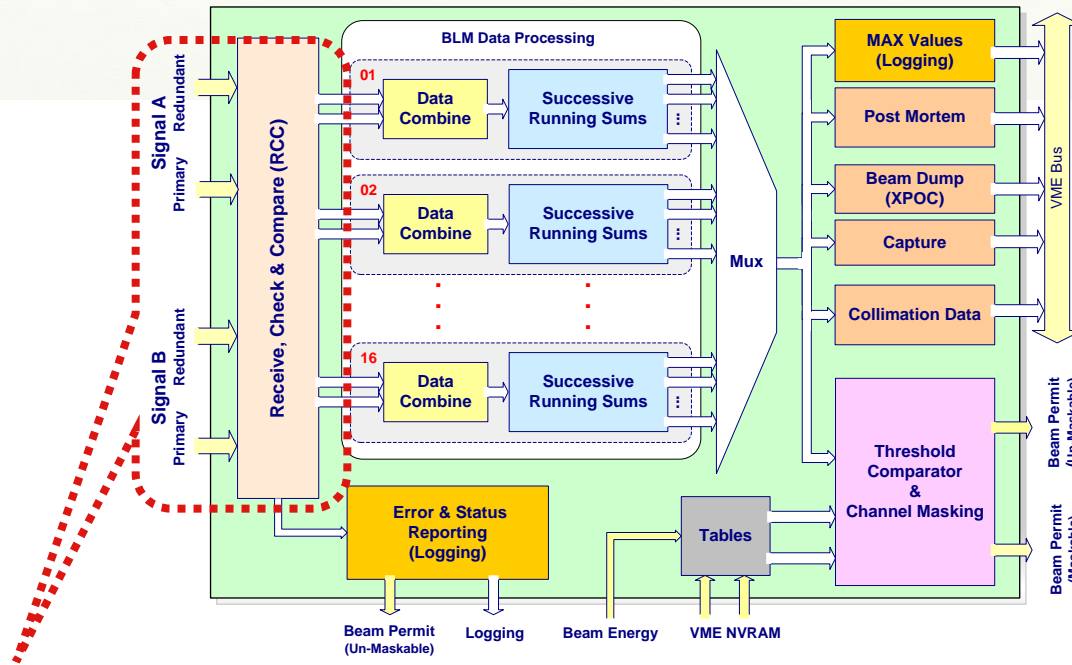 BLM Data Processing
Signal A
Redundant
Primary
Signal B
Redundant
Primary
Receive, Check & Compare (RCC)
01
Data
Combine
Successive
Running Sums
...
02
Data
Combine
Successive
Running Sums
...
16
Data
Combine
Successive
Running Sums
...
Mux
MAX Values
(Logging)
Post Mortem
Beam Dump
(XPOC)
Capture
Collimation Data
VME Bus
Threshold
Comparator
&
Channel Masking
Beam Permit
(Un-Maskable)
Beam Permit
(Maskable)
Error & Status
Reporting
(Logging)
Tables
Beam Permit
(Un-Maskable)
Logging
Beam Energy
VME NVRAM